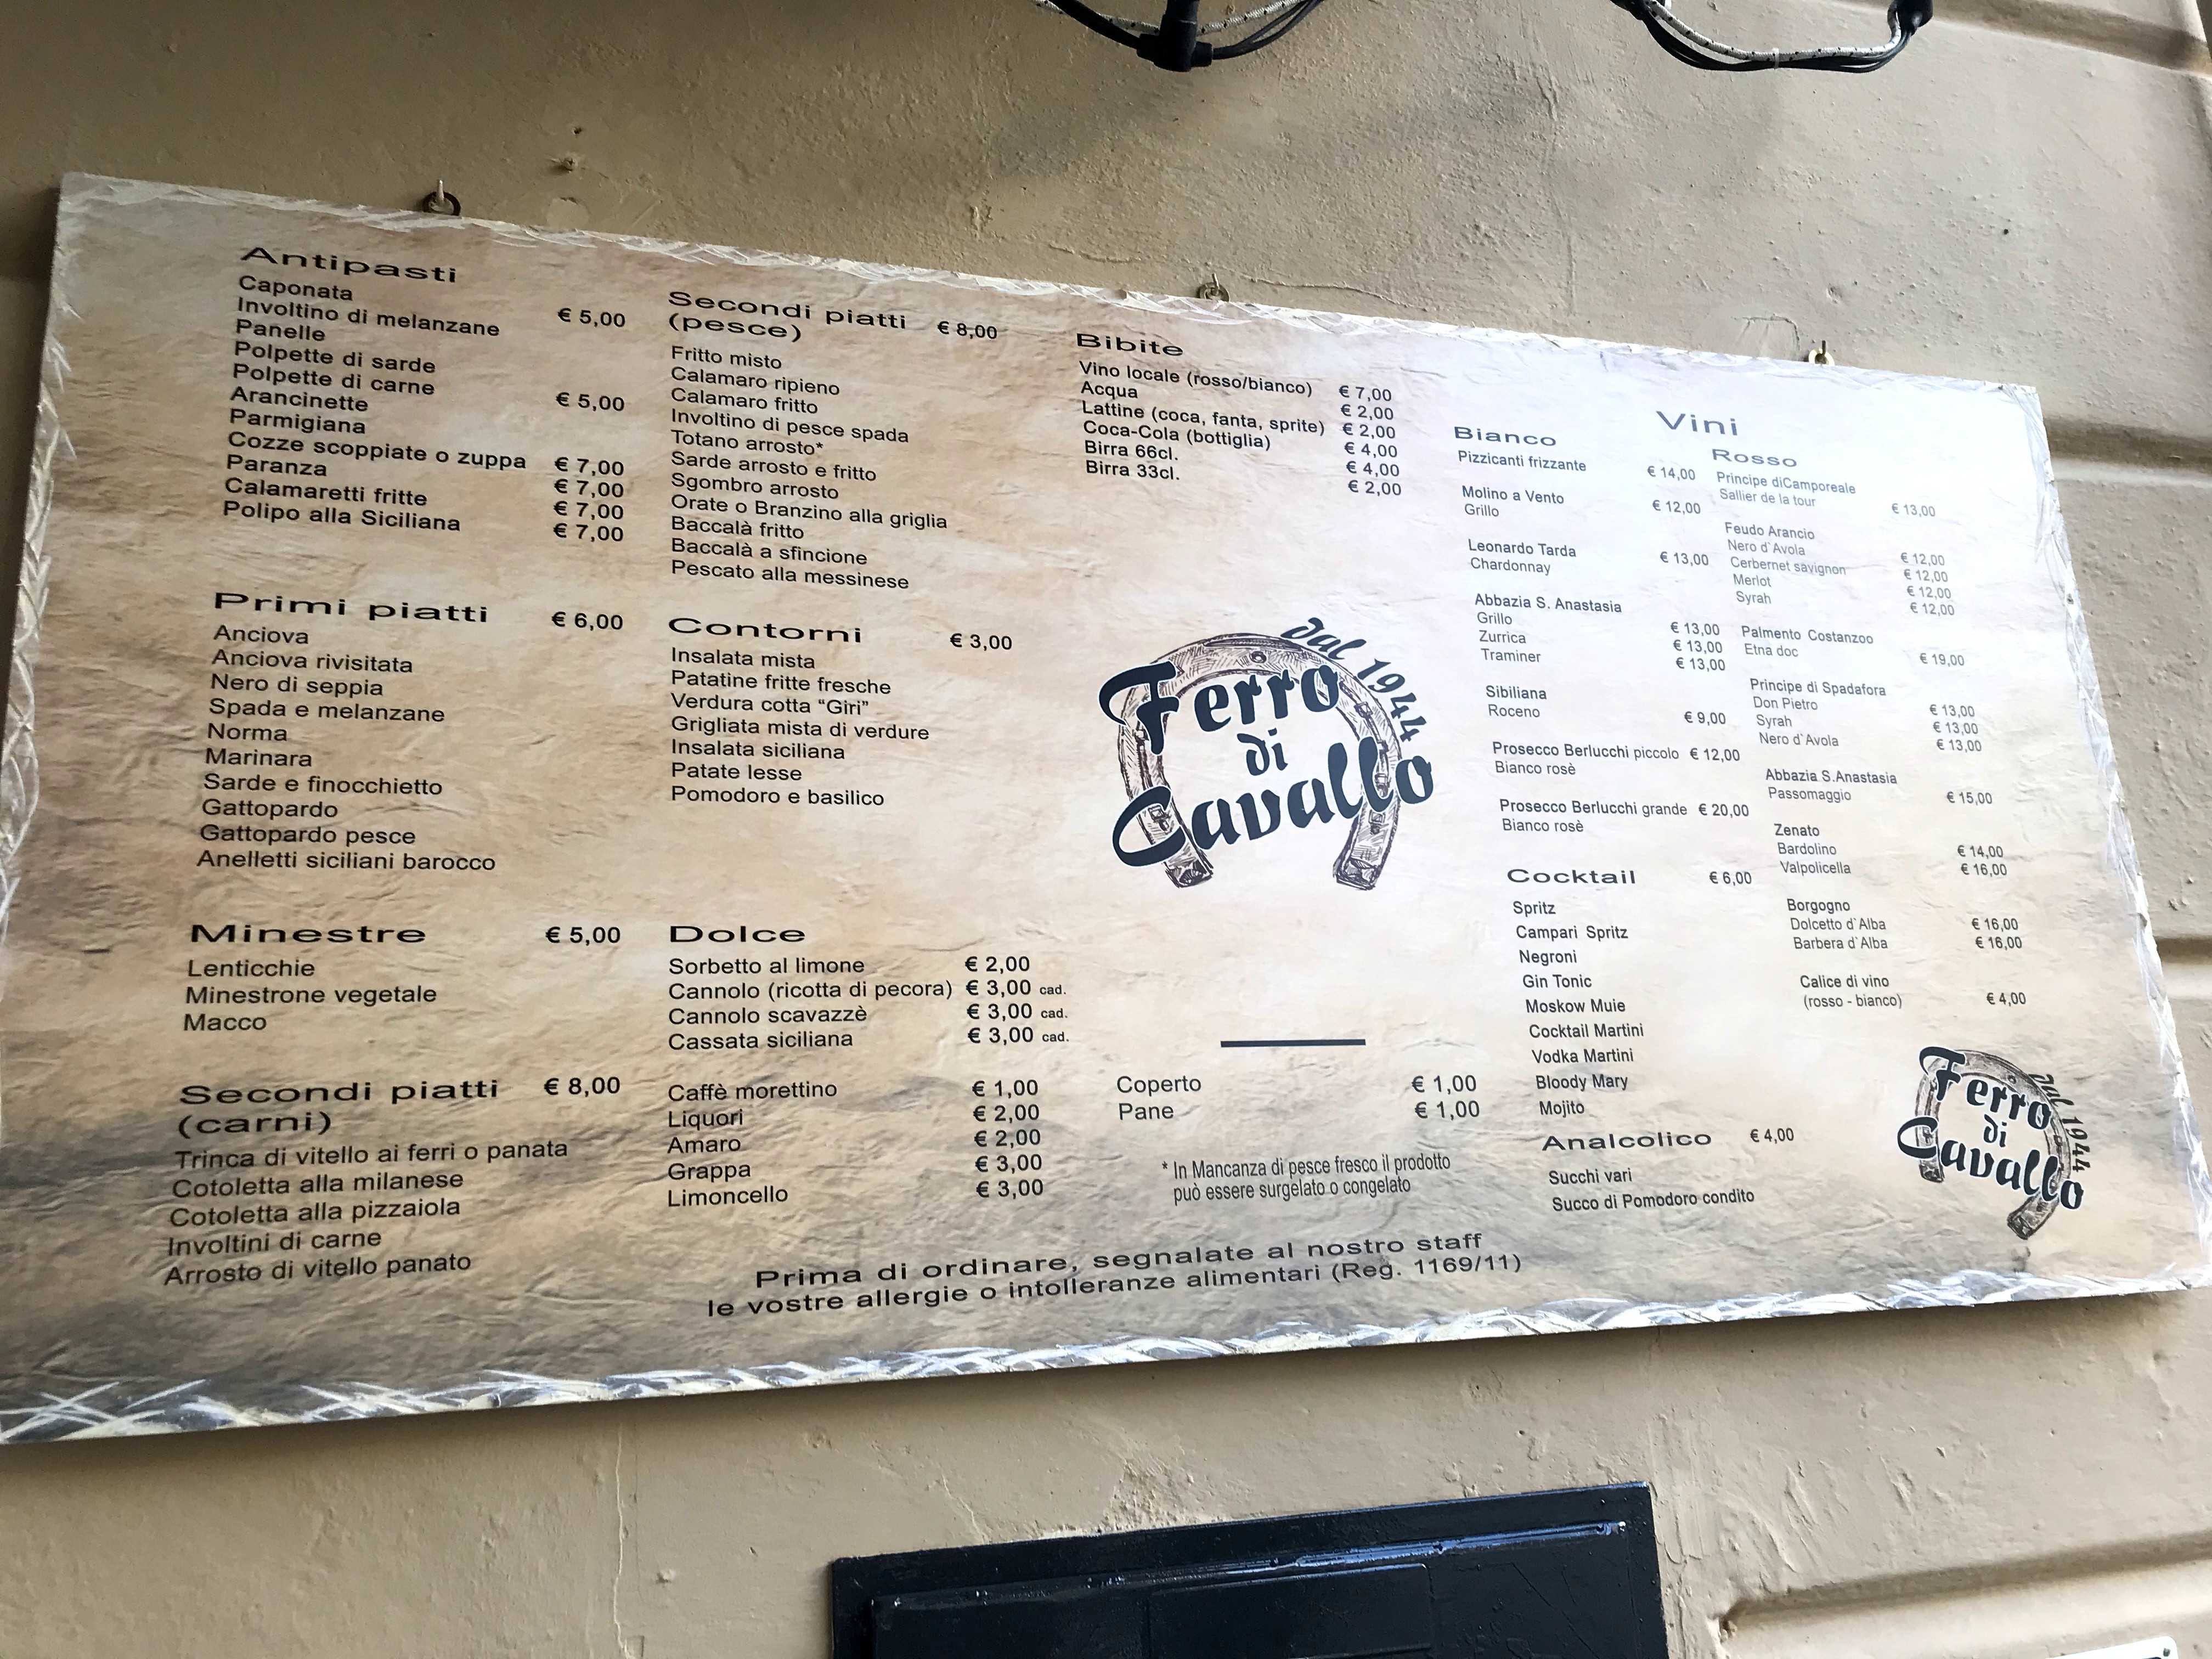 Antipasti
Caponata
Involtino di melanzane € 5,00
Panelle
Polpette di sarde
Polpette di carne
Arancinette € 5,00
Parmigiana
Cozze scoppiate o zuppa € 7,00
Paranza € 7,00
Calamaretti fritte € 7,00
Polipo alla Siciliana € 7,00
Primi piatti € 6,00
Anciova
Anciova rivisitata
Nero di seppia
Spada e melanzane
Norma
Marinara
Sarde e finocchietto
Gattopardo
Gattopardo pesce
Anelletti siciliani barocco
Minestre € 5,00
Lenticchie
Minestrone vegetale
Macco
Secondi piatti € 8,00
(carni)
Trinca di vitello ai ferri o panata
Cotoletta alla milanese
Cotoletta alla pizzaiola
Involtini di carne
Arrosto di vitello panato
Secondi piatti € 8,00
(pesce)
Fritto misto
Calamaro ripieno
Calamaro fritto
Involtino di pesce spada
Totano arrosto*
Sarde arrosto e fritto
Sgombro arrosto
Orate o Branzino alla griglia
Baccalà fritto
Baccalà a sfincione
Pescato alla messinese
Contorni € 3,00
Insalata mista
Patatine fritte fresche
Verdura cotta “Giri”
Grigliata mista di verdure
Insalata siciliana
Patate lesse
Pomodoro e basilico
Dolce
Sorbetto al limone € 2,00
Cannolo (ricotta di pecora) € 3,00 cad.
Cannolo scavazzè € 3,00 cad.
Cassata siciliana € 3,00 cad.
Caffè morettino € 1,00
Liquori € 2,00
Amaro € 2,00
Grappa € 3,00
Limoncello € 3,00
Bibite
Vino locale (rosso/bianco) € 7,00
Acqua € 2,00
Lattine (coca, fanta, sprite) € 2,00
Coca-Cola (bottiglia) € 4,00
Birra 66cl. € 4,00
Birra 33cl. € 2,00
dal 1944
Ferro
di
Cavallo
Coperto € 1,00
Pane € 1,00
* In Mancanza di pesce fresco il prodotto
può essere surgelato o congelato
Prima di ordinare, segnalate al nostro staff
le vostre allergie o intolleranze alimentari (Reg. 1169/11)
Vini
Bianco
Pizzicanti frizzante € 14,00
Molino a Vento
Grillo € 12,00
Leonardo Tarda
Chardonnay € 13,00
Abbazia S. Anastasia
Grillo € 13,00
Zurrica € 13,00
Traminer € 13,00
Sibiliana
Roceno € 9,00
Prosecco Berlucchi piccolo € 12,00
Bianco rosè
Prosecco Berlucchi grande € 20,00
Bianco rosè
Cocktail € 6,00
Spritz
Campari Spritz
Negroni
Gin Tonic
Moskow Muie
Cocktail Martini
Vodka Martini
Bloody Mary
Mojito
Analcolico € 4,00
Succhi vari
Succo di Pomodoro condito
Rosso
Principe diCamporeale
Sallier de la tour € 13,00
Feudo Arancio
Nero d`Avola € 12,00
Cerbernet savignon € 12,00
Merlot € 12,00
Syrah € 12,00
Palmento Costanzoo
Etna doc € 19,00
Principe di Spadafora
Don Pietro € 13,00
Syrah € 13,00
Nero d`Avola € 13,00
Abbazia S.Anastasia
Passomaggio € 15,00
Zenato
Bardolino € 14,00
Valpolicella € 16,00
Borgogno
Dolcetto d`Alba € 16,00
Barbera d`Alba € 16,00
Calice di vino
(rosso - bianco) € 4,00
dal 1944
Ferro
di
Cavallo